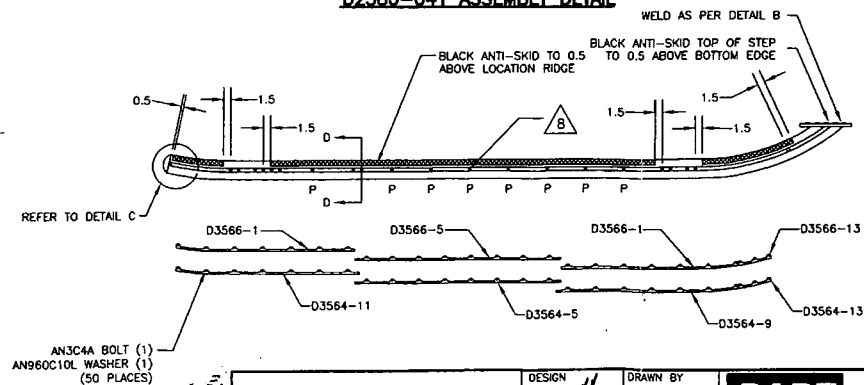 D2580-041 ASSEMBLY DETAIL
WELD AS PER DETAIL B
BLACK ANTI-SKID TO 0.5
ABOVE LOCATION RIDGE
BLACK ANTI-SKID TOP OF STEP
TO 0.5 ABOVE BOTTOM EDGE
0.5
1.5
1.5
D
8
1.5
1.5
1.5
D
P P P P P P P P
REFER TO DETAIL C
D3566-1
D3566-5
D3566-1
D3566-13
D3564-11
D3564-5
D3564-9
D3564-13
AN3C4A BOLT (1)
AN960C10L WASHER (1)
(50 PLACES)
DESIGN
DRAWN BY